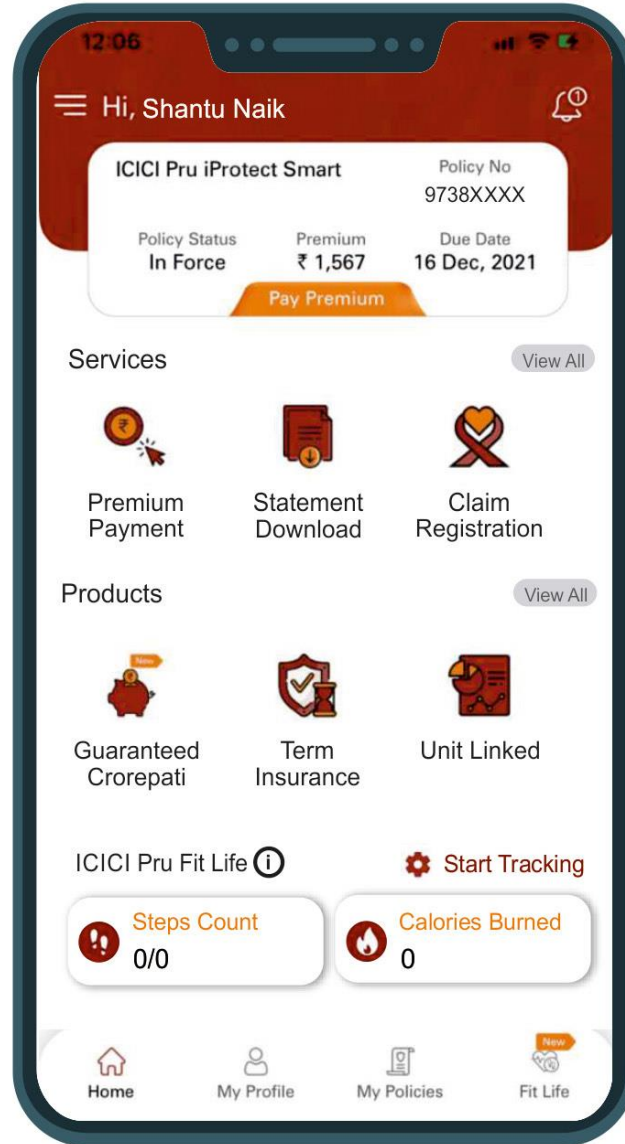 12:06
Hi, Shantu Naik
1
ICICI Pru iProtect Smart
Policy No
9738XXXX
Policy Status Premium Due Date
In Force ₹ 1,567 16 Dec, 2021
Pay Premium
Services View All
Premium Payment
Statement Download
Claim Registration
Products View All
New
Guaranteed Crorepati
Term Insurance
Unit Linked
ICICI Pru Fit Life i Start Tracking
Steps Count
0/0
Calories Burned
0
New
Home My Profile My Policies Fit Life